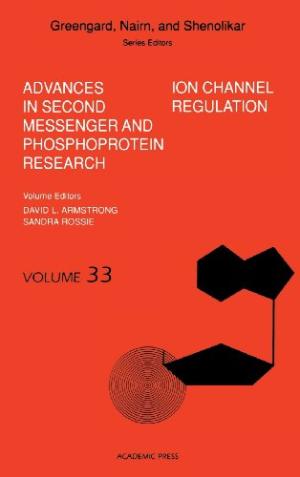 Greengard, Nairn, and Shenolikar
Series Editors
ADVANCES
IN SECOND
MESSENGER AND
PHOSPHOPROTEIN
RESEARCH
ION CHANNEL
REGULATION
Volume Editors
DAVID L. ARMSTRONG
SANDRA ROSSIE
VOLUME 33
ACADEMIC PRESS